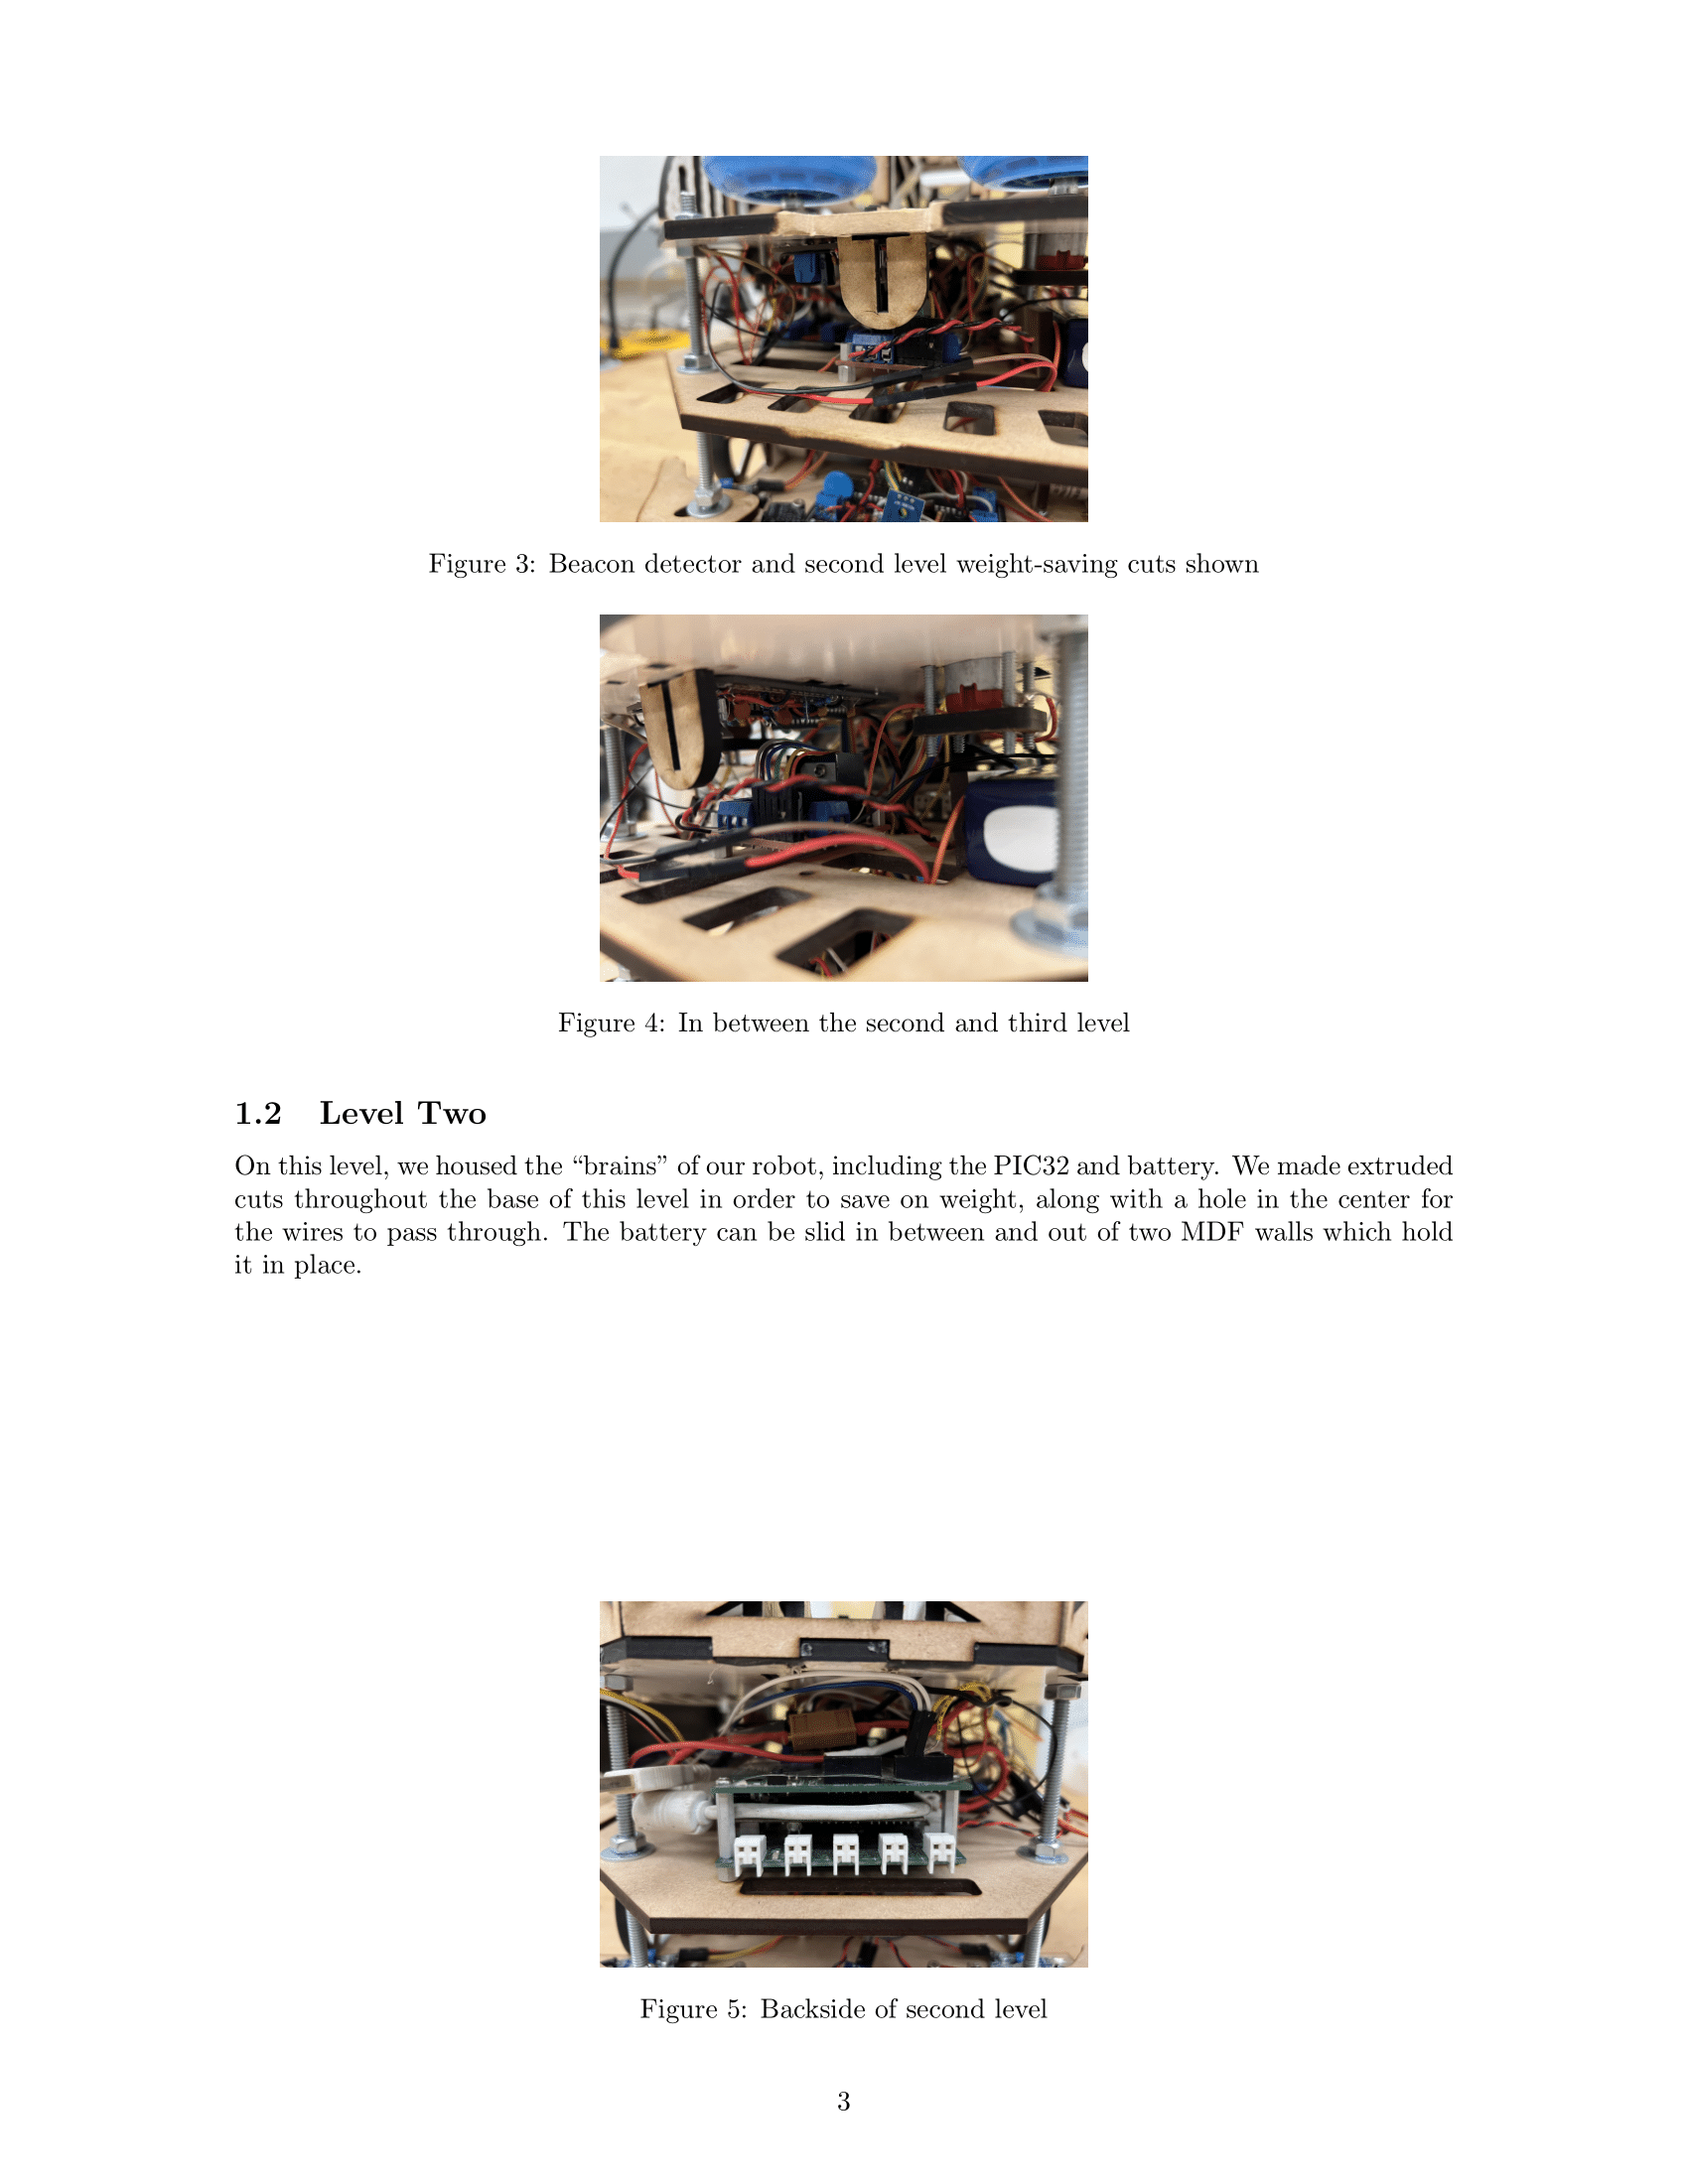 Figure 3: Beacon detector and second level weight-saving cuts shown
Figure 4: In between the second and third level
1.2 Level Two
On this level, we housed the “brains” of our robot, including the PIC32 and battery. We made extruded
cuts throughout the base of this level in order to save on weight, along with a hole in the center for
the wires to pass through. The battery can be slid in between and out of two MDF walls which hold
it in place.
Figure 5: Backside of second level
3